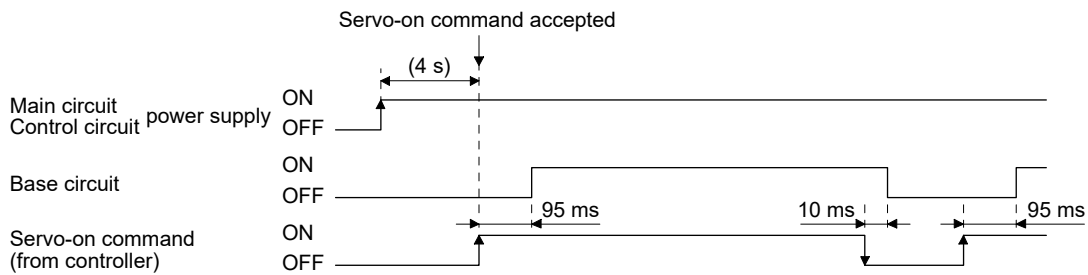 Servo-on command accepted
(4 s)
Main circuit
Control circuit
power supply
ON
OFF
Base circuit
ON
OFF
95 ms
10 ms
95 ms
Servo-on command
(from controller)
ON
OFF